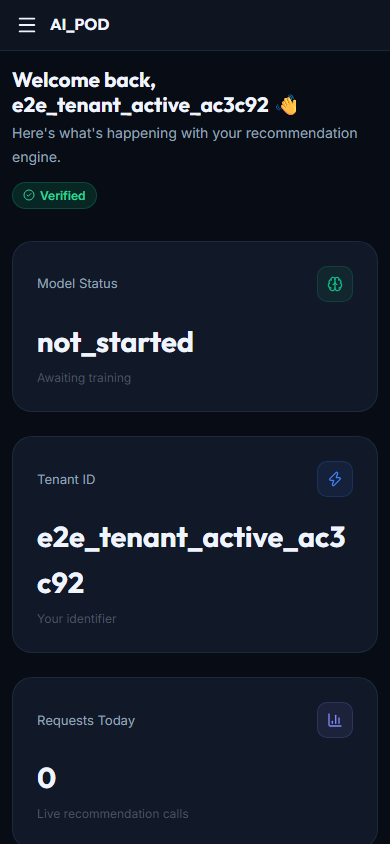 AI_POD
Welcome back,
e2e_tenant_active_ac3c92 👋
Here's what's happening with your recommendation
engine.
Verified
Model Status
not_started
Awaiting training
Tenant ID
e2e_tenant_active_ac3
c92
Your identifier
Requests Today
0
Live recommendation calls